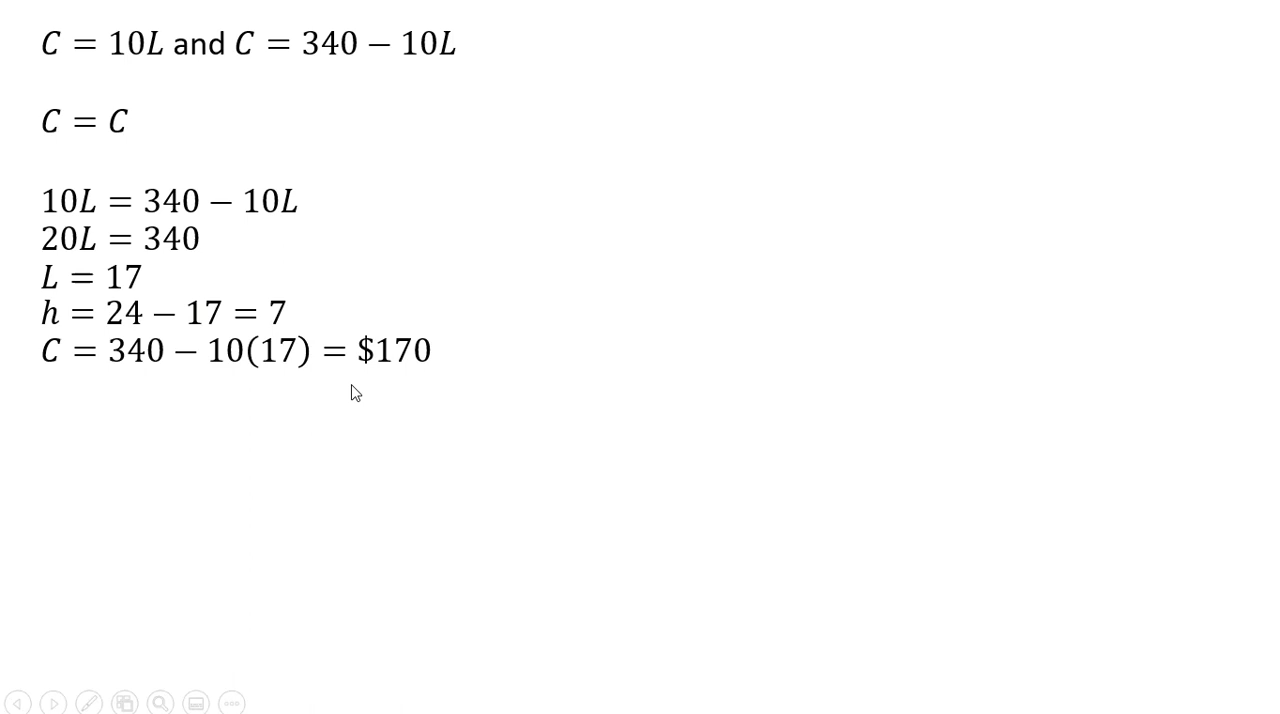 C = 10L and C = 340 − 10L
C = C
10L = 340 − 10L
20L = 340
L = 17
h = 24 − 17 = 7
C = 340 − 10(17) = $170